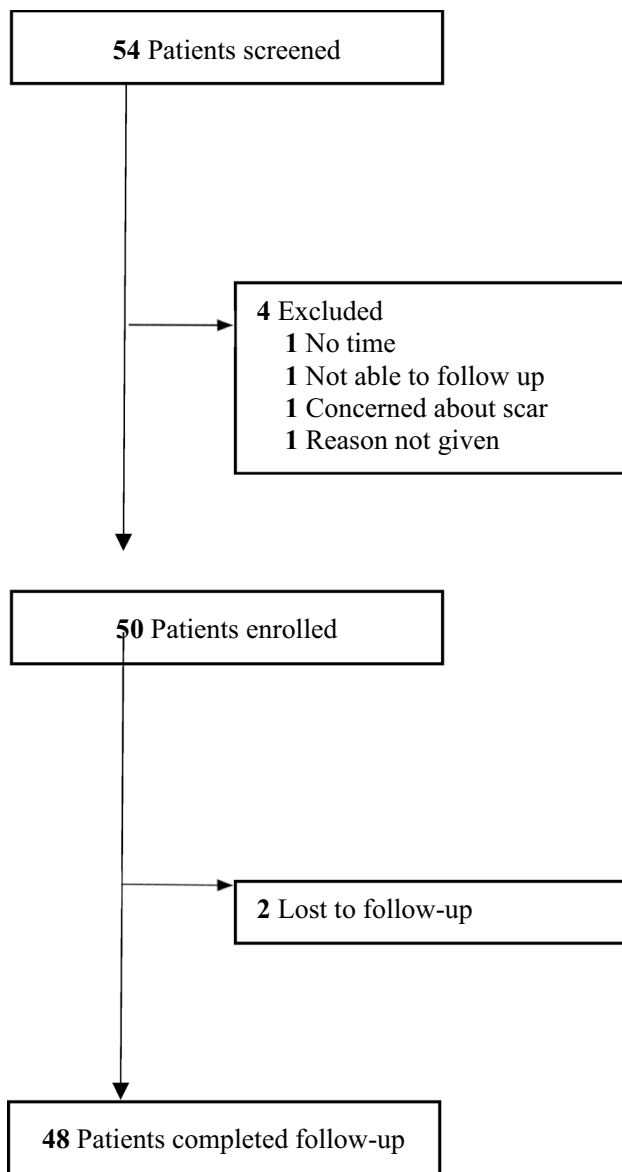 54 Patients screened
4 Excluded
1 No time
1 Not able to follow up
1 Concerned about scar
1 Reason not given
50 Patients enrolled
2 Lost to follow-up
48 Patients completed follow-up